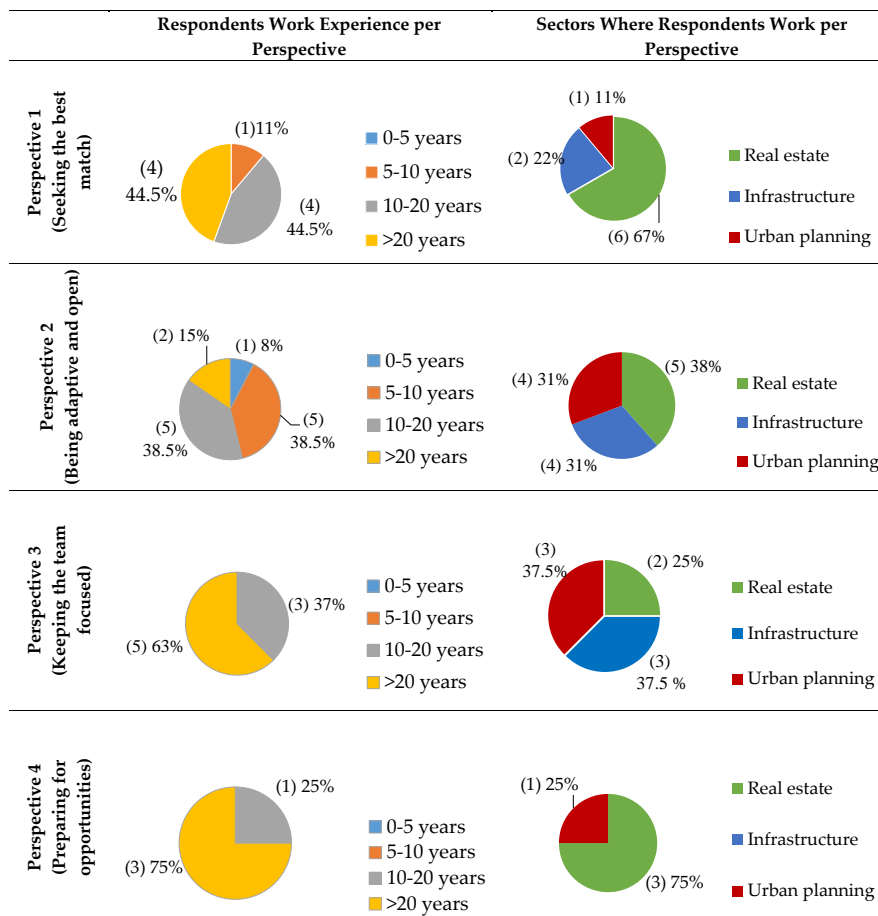 Respondents Work Experience per
Perspective
Sectors Where Respondents Work per
Perspective
Perspective 1
(Seeking the best
match)
(1)11%
(4)
44.5%
(4)
44.5%
0-5 years
5-10 years
10-20 years
>20 years
(1) 11%
(2) 22%
(6) 67%
Real estate
Infrastructure
Urban planning
Perspective 2
(Being adaptive and open)
(2) 15%
(1) 8%
(5)
38.5%
(5)
38.5%
0-5 years
5-10 years
10-20 years
>20 years
(5) 38%
(4) 31%
(4) 31%
Real estate
Infrastructure
Urban planning
Perspective 3
(Keeping the team
focused)
(3) 37%
(5) 63%
0-5 years
5-10 years
10-20 years
>20 years
(3)
37.5%
(2) 25%
(3)
37.5 %
Real estate
Infrastructure
Urban planning
Perspective 4
(Preparing for
opportunities)
(1) 25%
(3) 75%
0-5 years
5-10 years
10-20 years
>20 years
(1) 25%
(3) 75%
Real estate
Infrastructure
Urban planning